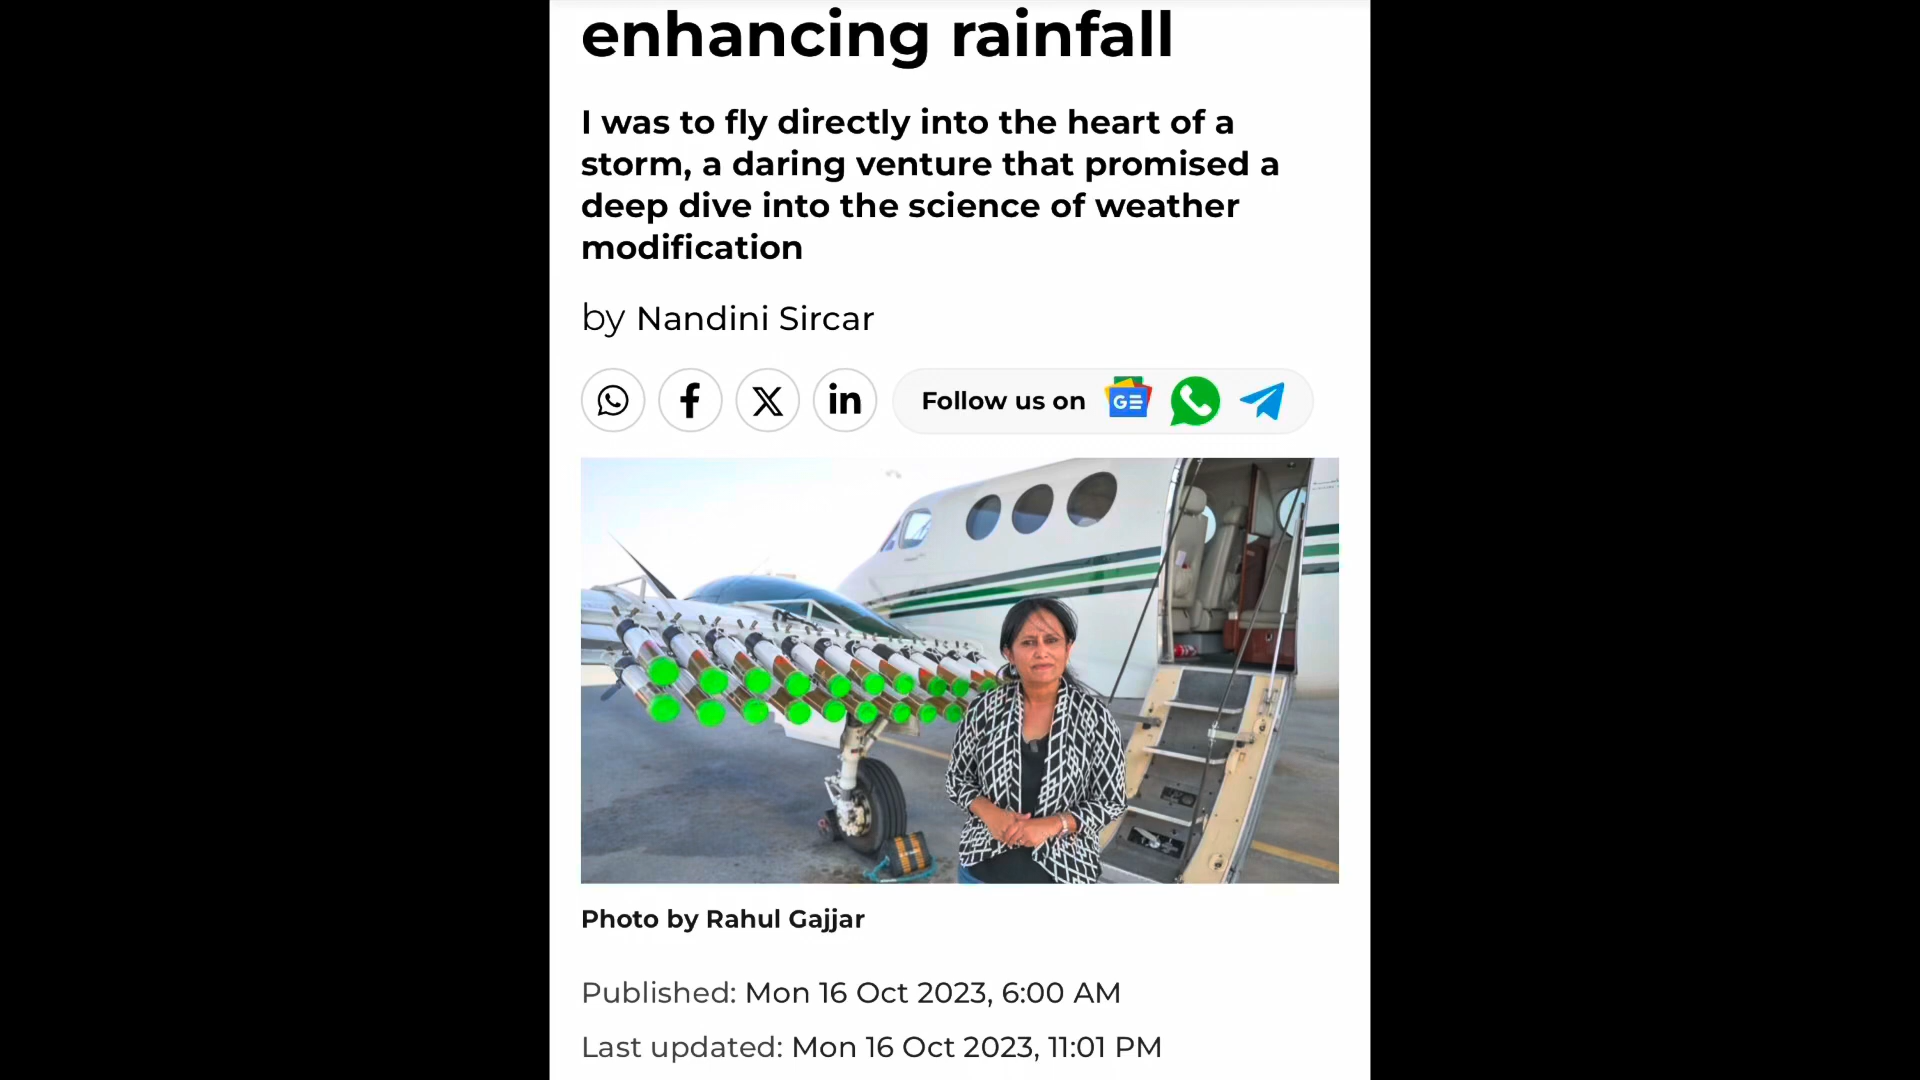 enhancing rainfall
I was to fly directly into the heart of a
storm, a daring venture that promised a
deep dive into the science of weather
modification
by Nandini Sircar
Follow us on
Photo by Rahul Gajjar
Published: Mon 16 Oct 2023, 6:00 AM
Last updated: Mon 16 Oct 2023, 11:01 PM